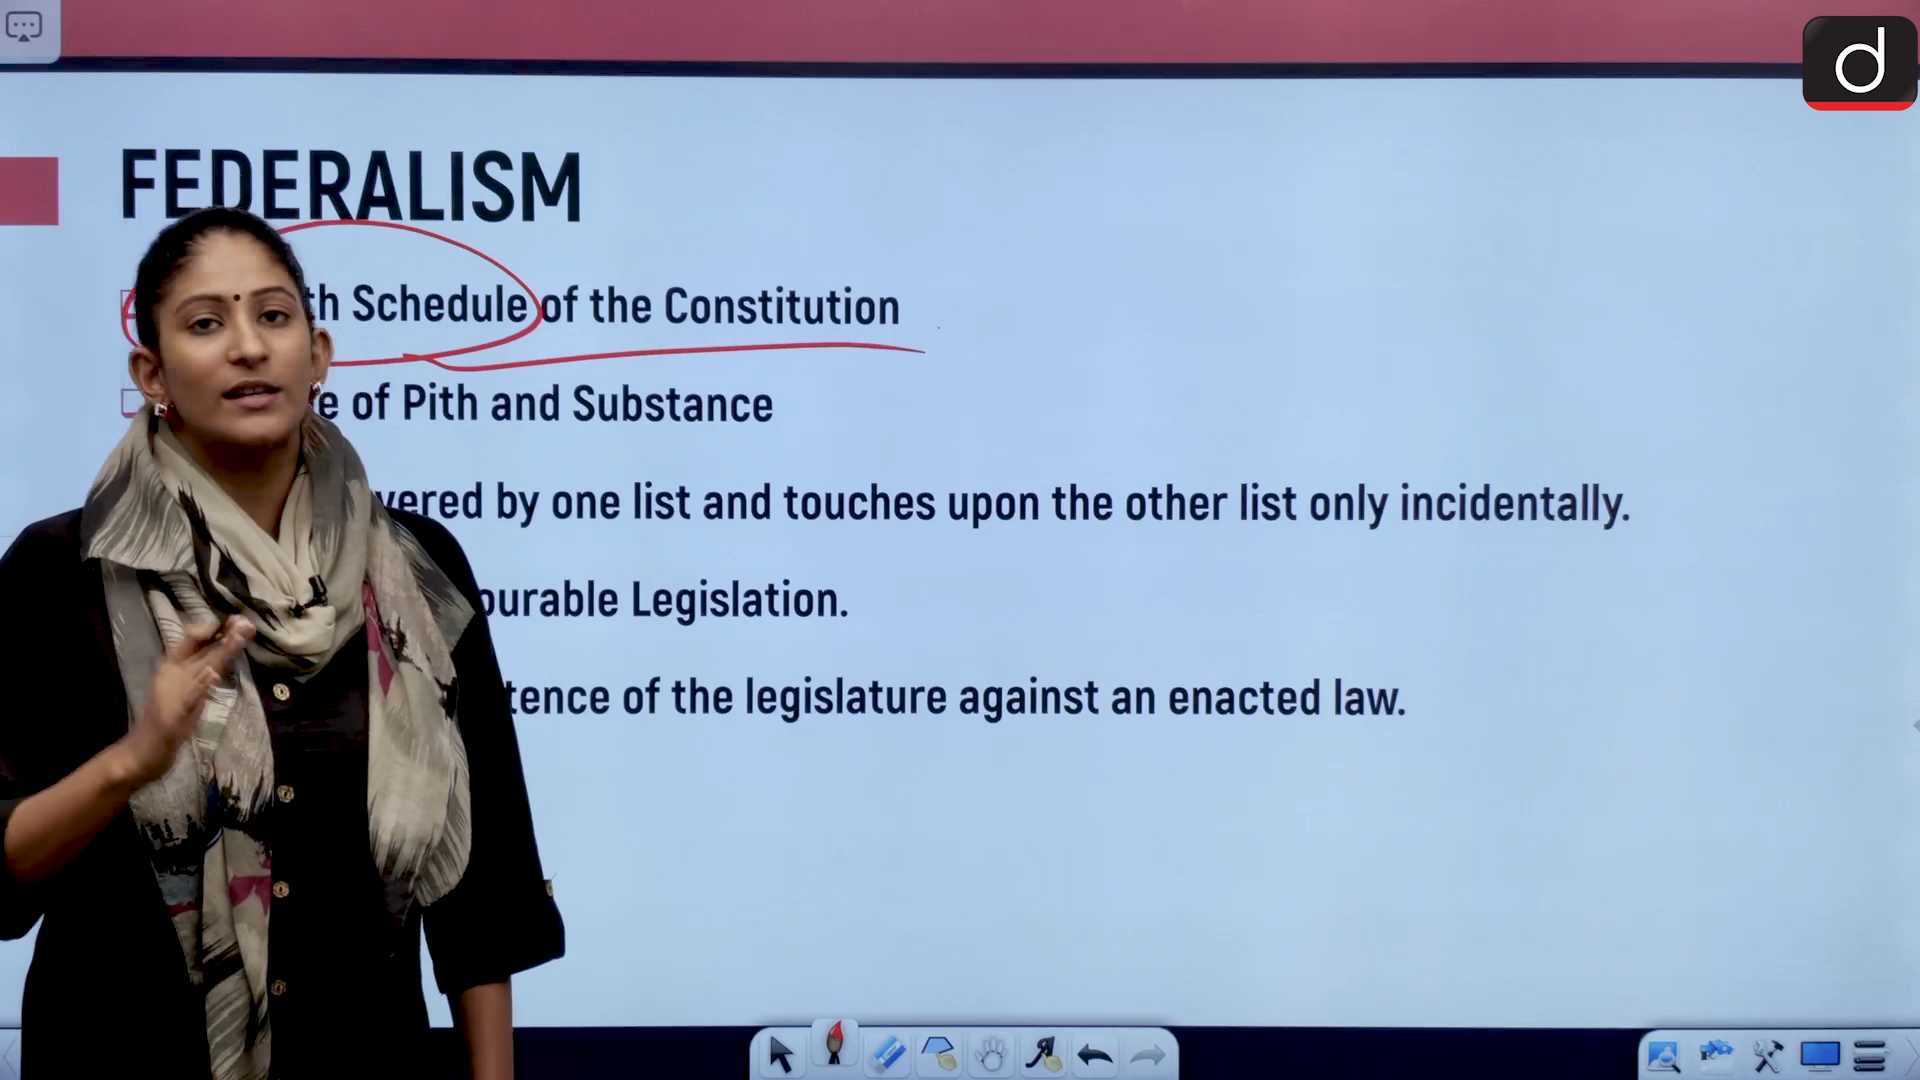 d
FEDERALISM
th Schedule of the Constitution
e of Pith and Substance
vered by one list and touches upon the other list only incidentally.
ourable Legislation.
tence of the legislature against an enacted law.